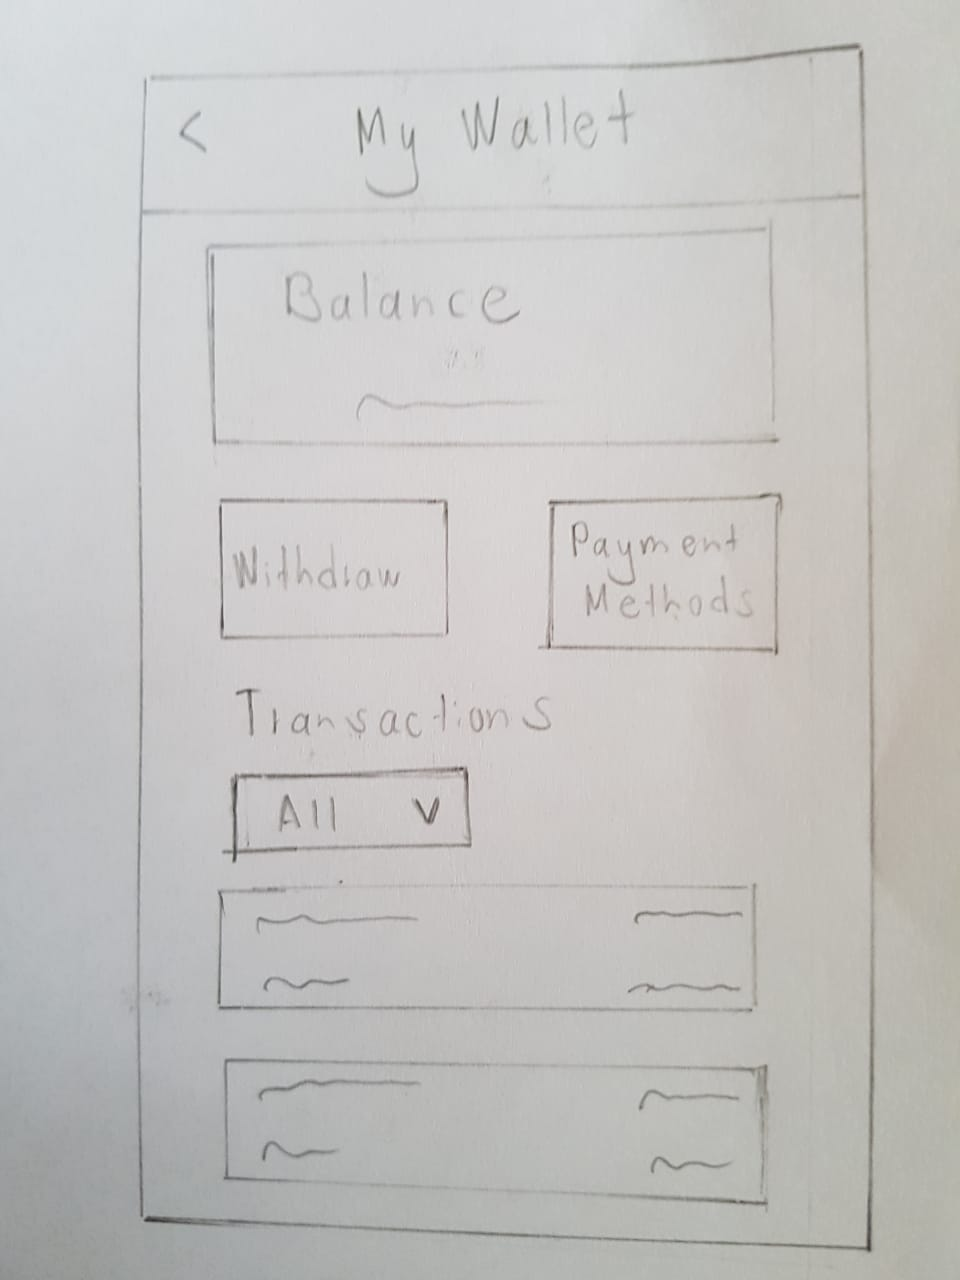 < My Wallet
Balance
Withdraw
Payment
Methods
Transactions
All v